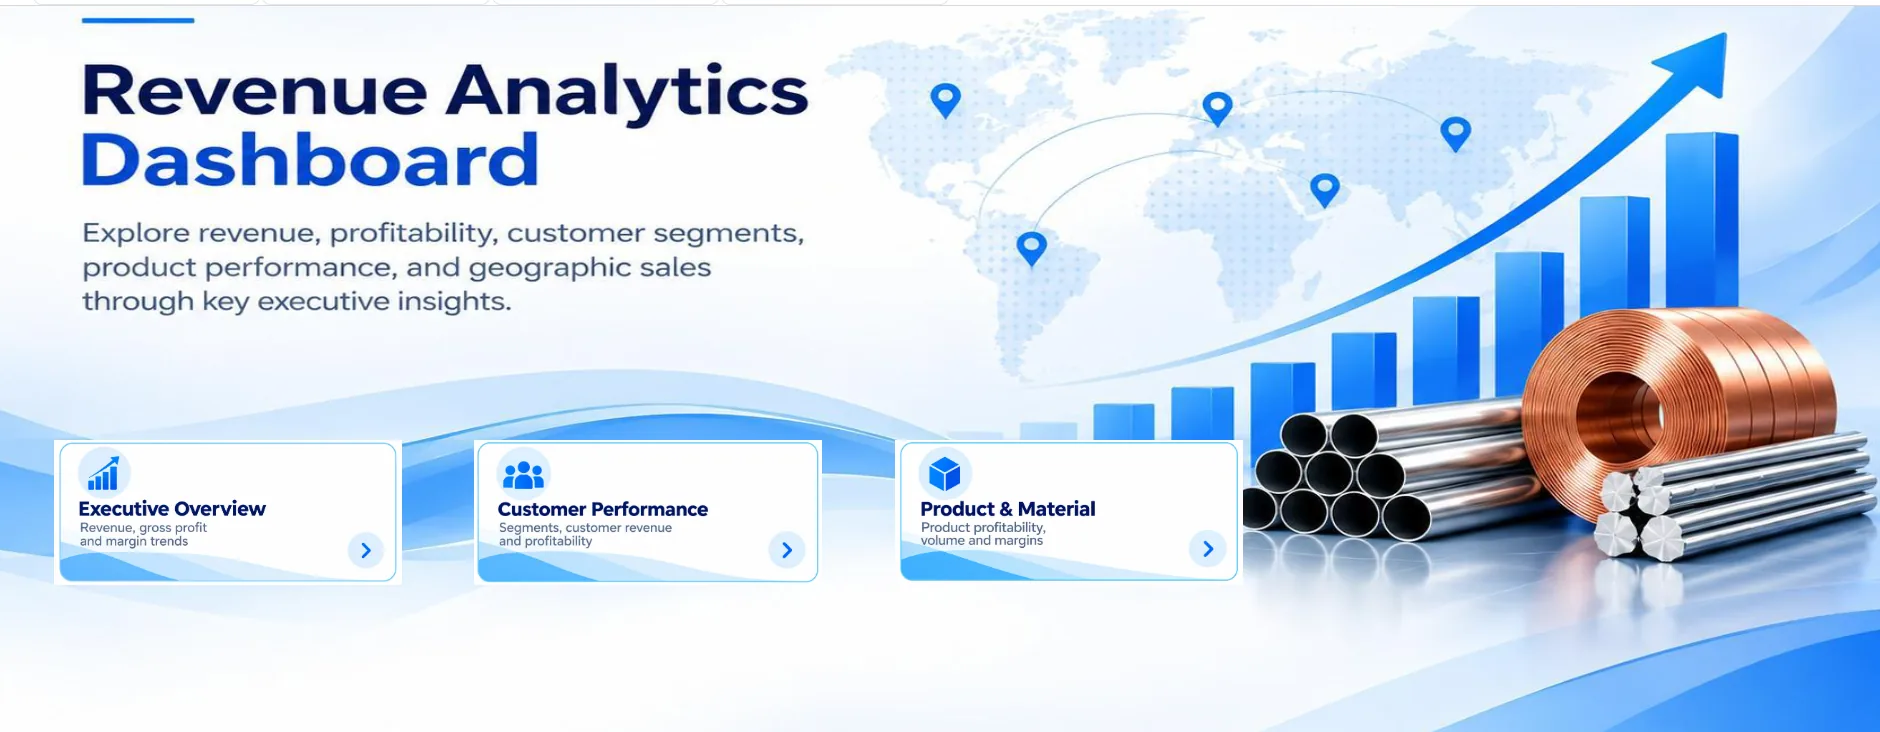 Revenue Analytics
Dashboard
Explore revenue, profitability, customer segments,
product performance, and geographic sales
through key executive insights.
Executive Overview
Revenue, gross profit
and margin trends
Customer Performance
Segments, customer revenue
and profitability
Product & Material
Product profitability,
volume and margins